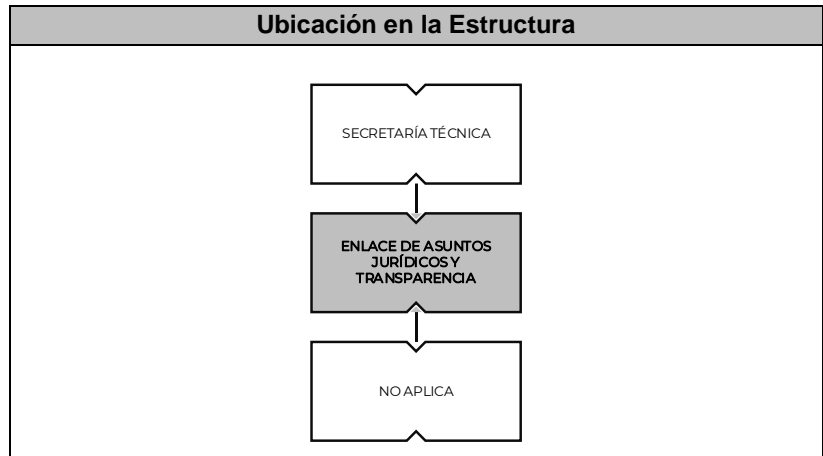 Ubicación en la Estructura
SECRETARÍA TÉCNICA
ENLACE DE ASUNTOS
JURÍDICOS Y
TRANSPARENCIA
NO APLICA